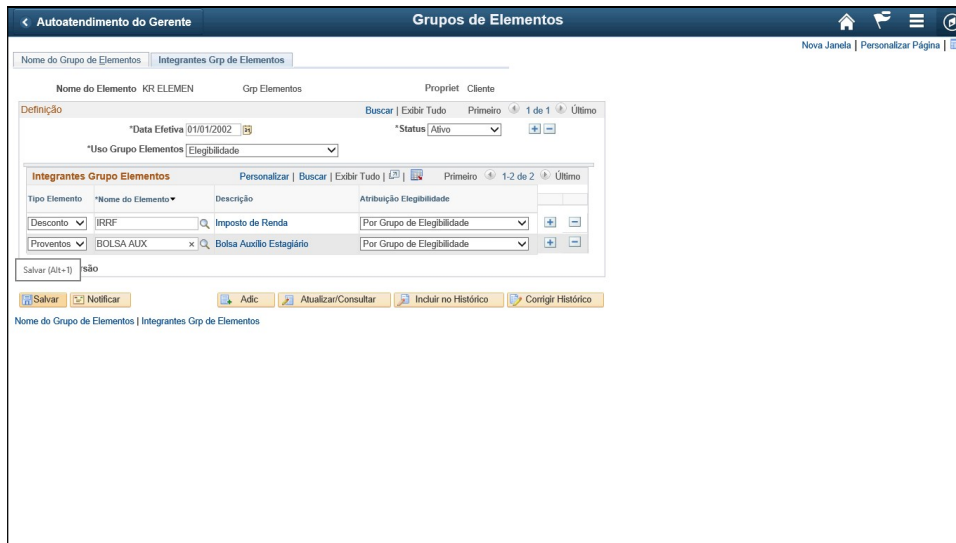 Autoatendimento do Gerente
Grupos de Elementos
Nova Janela | Personalizar Página |
Nome do Grupo de Elementos
Integrantes Grp de Elementos
Nome do Elemento KR ELEMEN Grp Elementos Propriet Cliente
Definição Buscar | Exibir Tudo Primeiro 1 de 1 Último
*Data Efetiva 01/01/2002 *Status Ativo
*Uso Grupo Elementos Elegibilidade
Integrantes Grupo Elementos Personalizar | Buscar | Exibir Tudo | | Primeiro 1-2 de 2 Último
Tipo Elemento *Nome do Elemento Descrição Atribuição Elegibilidade
Desconto IRRF Imposto de Renda Por Grupo de Elegibilidade
Proventos BOLSA AUX × Bolsa Auxílio Estagiário Por Grupo de Elegibilidade
Salvar (Alt+1) rsão
Salvar Notificar Adic Atualizar/Consultar Incluir no Histórico Corrigir Histórico
Nome do Grupo de Elementos | Integrantes Grp de Elementos